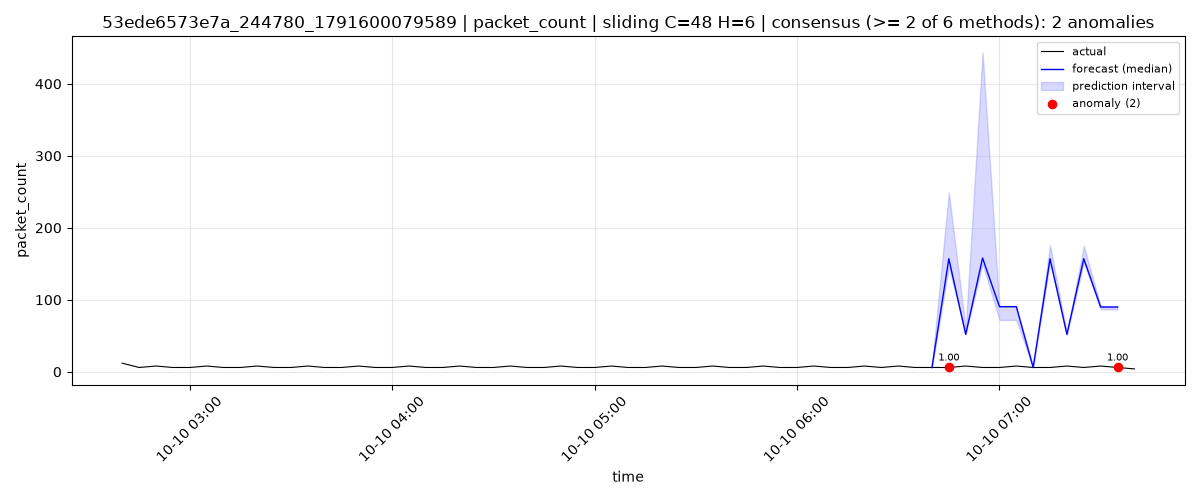 53ede6573e7a_244780_1791600079589 | packet_count | sliding C=48 H=6 | consensus (>= 2 of 6 methods): 2 anomalies
packet_count
400
300
200
100
0
actual
forecast (median)
prediction interval
anomaly (2)
1.00
1.00
10-10 03:00
10-10 04:00
10-10 05:00
10-10 06:00
10-10 07:00
time